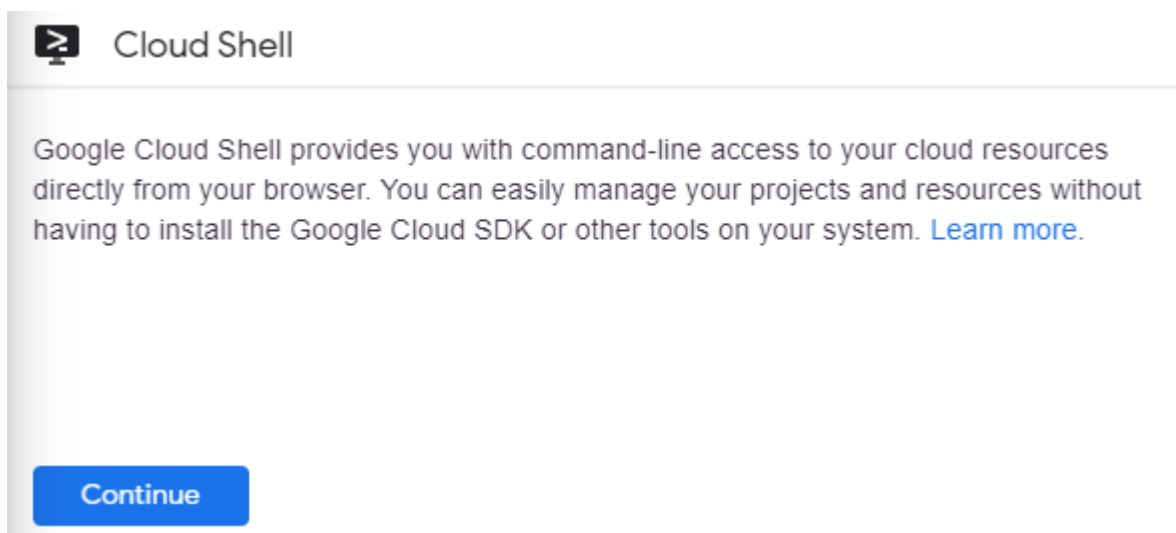 Cloud Shell
Google Cloud Shell provides you with command-line access to your cloud resources
directly from your browser. You can easily manage your projects and resources without
having to install the Google Cloud SDK or other tools on your system. Learn more.
Continue